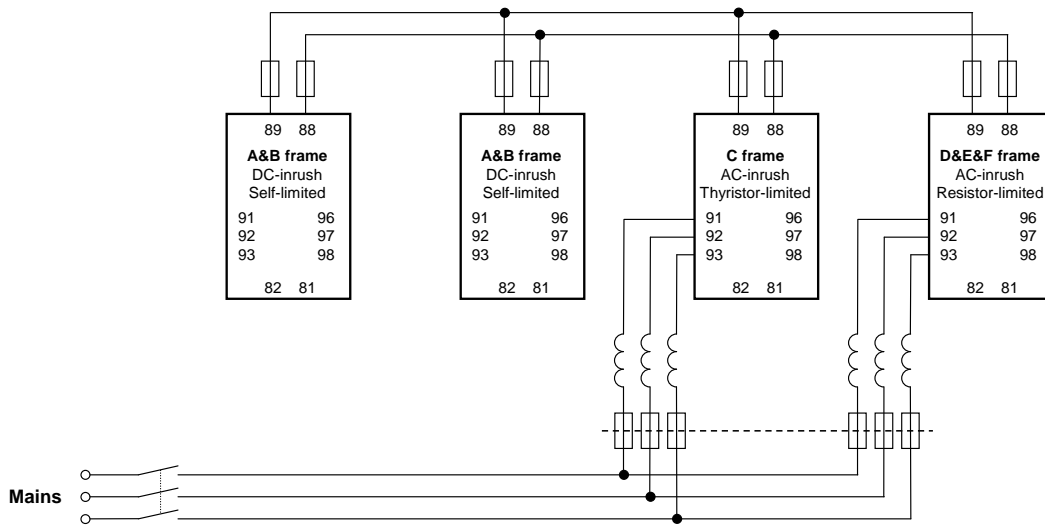 89 88
A&B frame
DC-inrush
Self-limited
91 96
92 97
93 98
82 81
89 88
A&B frame
DC-inrush
Self-limited
91 96
92 97
93 98
82 81
89 88
C frame
AC-inrush
Thyristor-limited
91 96
92 97
93 98
82 81
89 88
D&E&F frame
AC-inrush
Resistor-limited
91 96
92 97
93 98
82 81
Mains